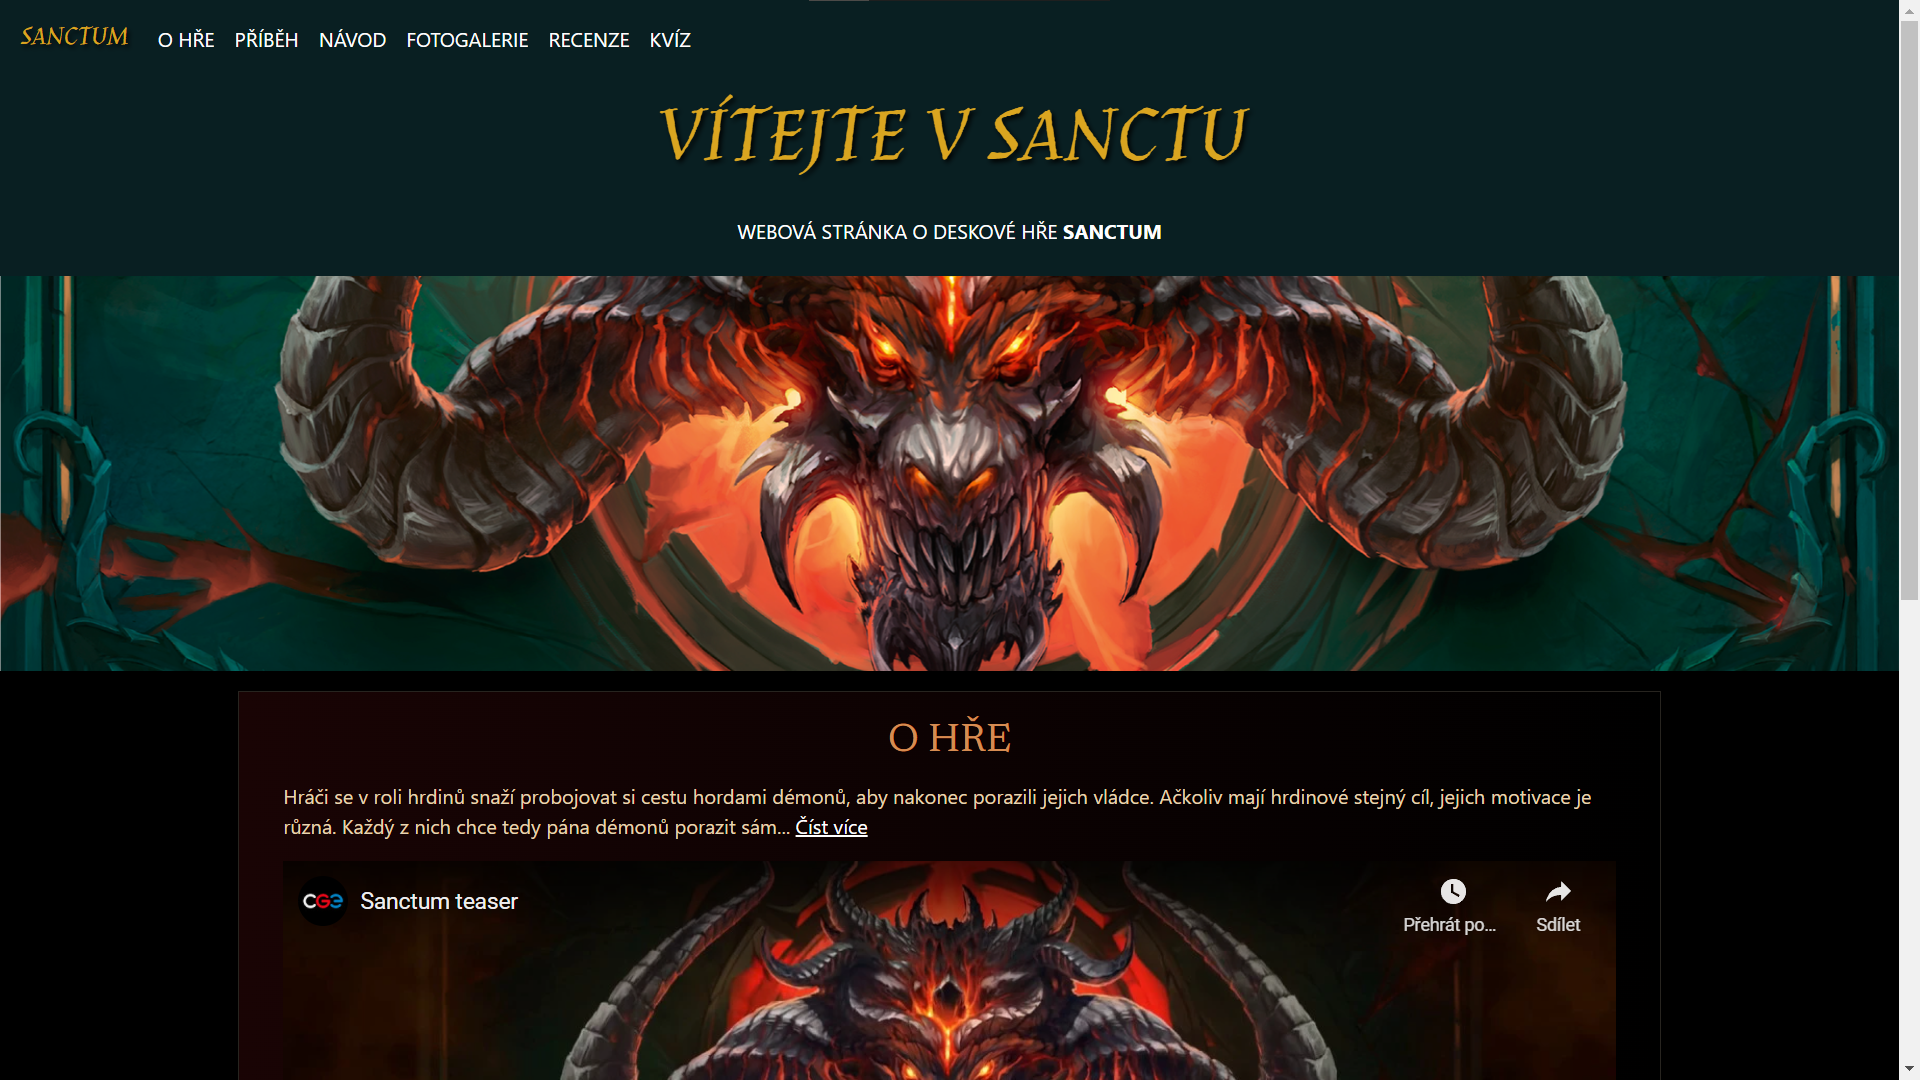 SANCTUM O HŘE PŘÍBĚH NÁVOD FOTOGALERIE RECENZE KVÍZ
VÍTEJTE V SANCTU
WEBOVÁ STRÁNKA O DESKOVÉ HŘE SANCTUM
O HŘE
Hráči se v roli hrdinů snaží probojovat si cestu hordami démonů, aby nakonec porazili jejich vládce. Ačkoliv mají hrdinové stejný cíl, jejich motivace je
různá. Každý z nich chce tedy pána démonů porazit sám... Číst více
CGE Sanctum teaser
Přehrát po... Sdílet